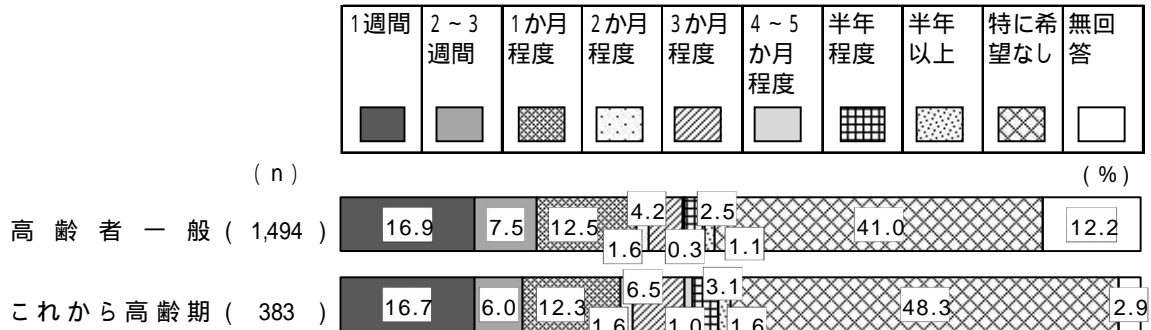 1週間 2~3週間 1か月程度 2か月程度 3か月程度 4~5か月程度 半年程度 半年以上 特に希望なし 無回答
(n) (%)
高齢者一般 ( 1,494 ) 16.9 7.5 12.5 1.6 4.2 0.3 2.5 1.1 41.0 12.2
これから高齢期 ( 383 ) 16.7 6.0 12.3 1.6 6.5 1.0 3.1 1.6 48.3 2.9